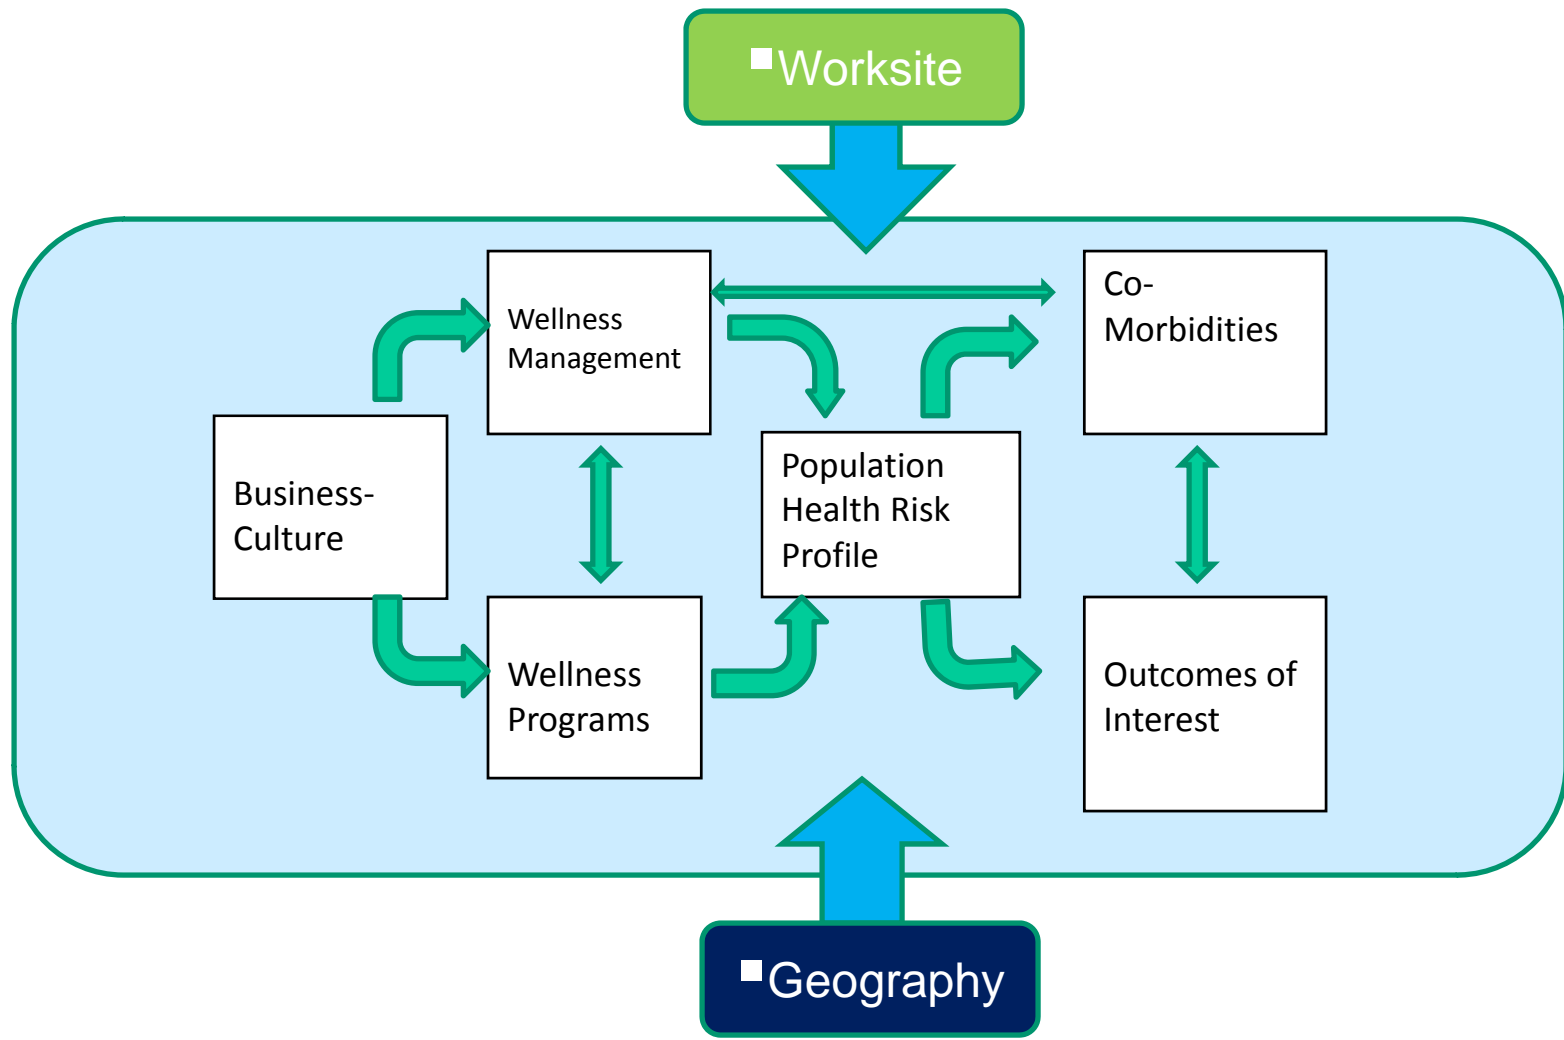 ▪Worksite
Wellness
Management
Co-
Morbidities
Business-
Culture
Population
Health Risk
Profile
Wellness
Programs
Outcomes of
Interest
▪Geography